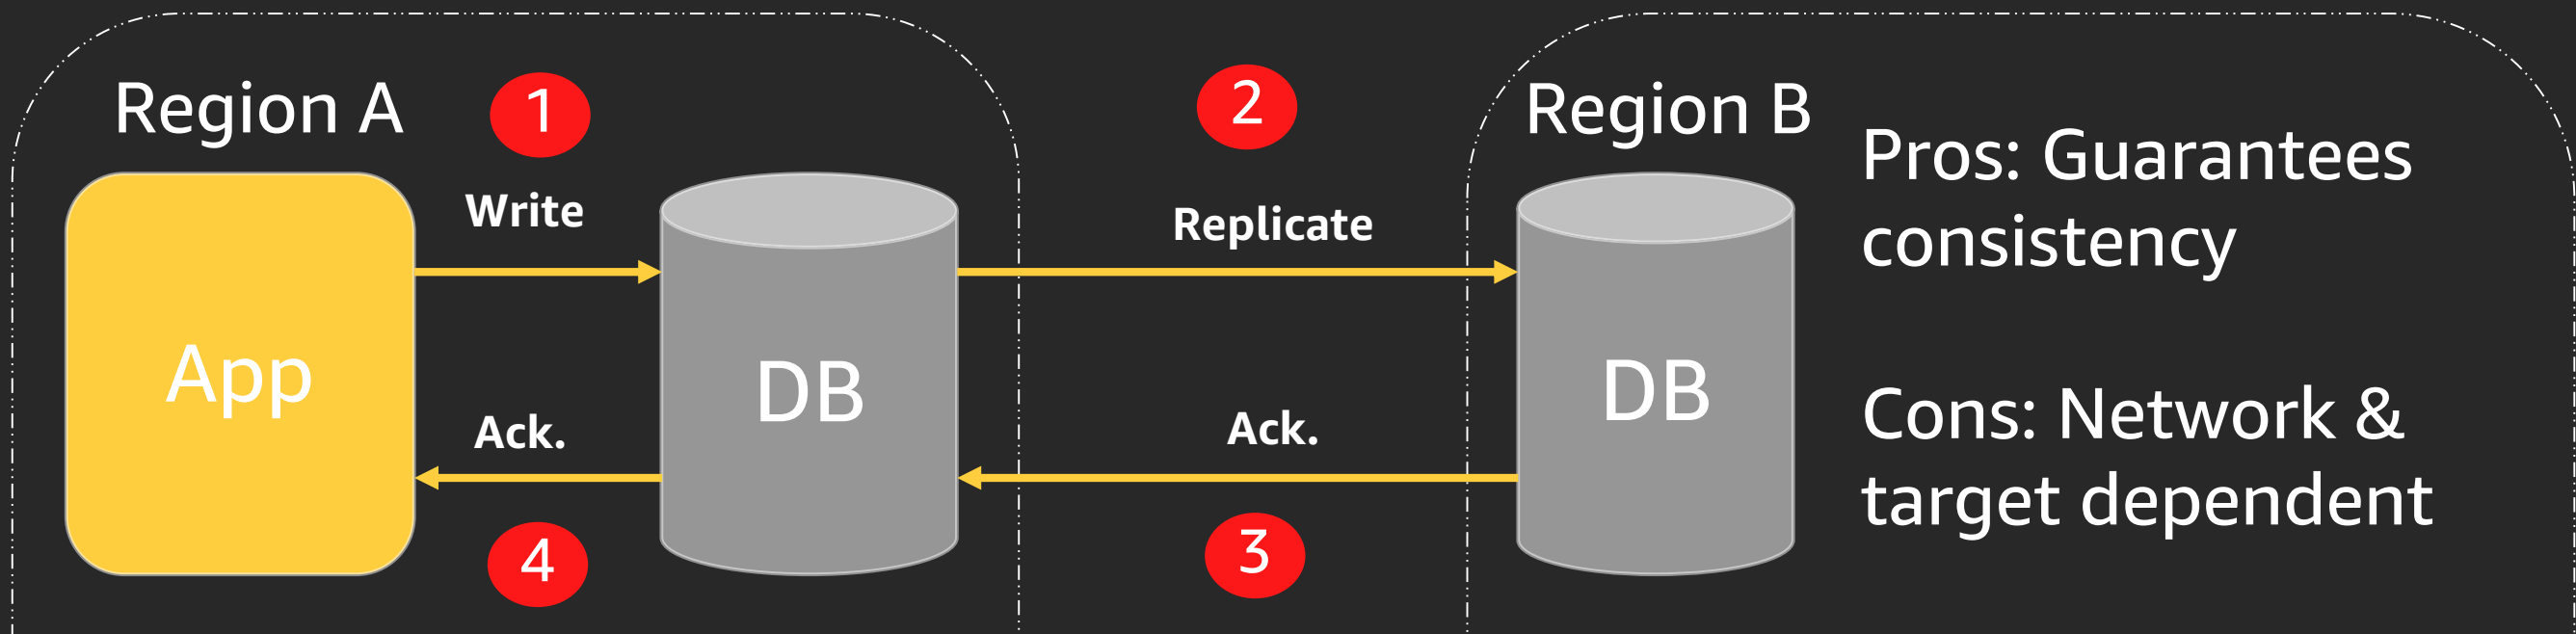 Region A
1
2
Region B
Write
Replicate
Pros: Guarantees
consistency
App
DB
DB
Ack.
Ack.
Cons: Network &
target dependent
4
3